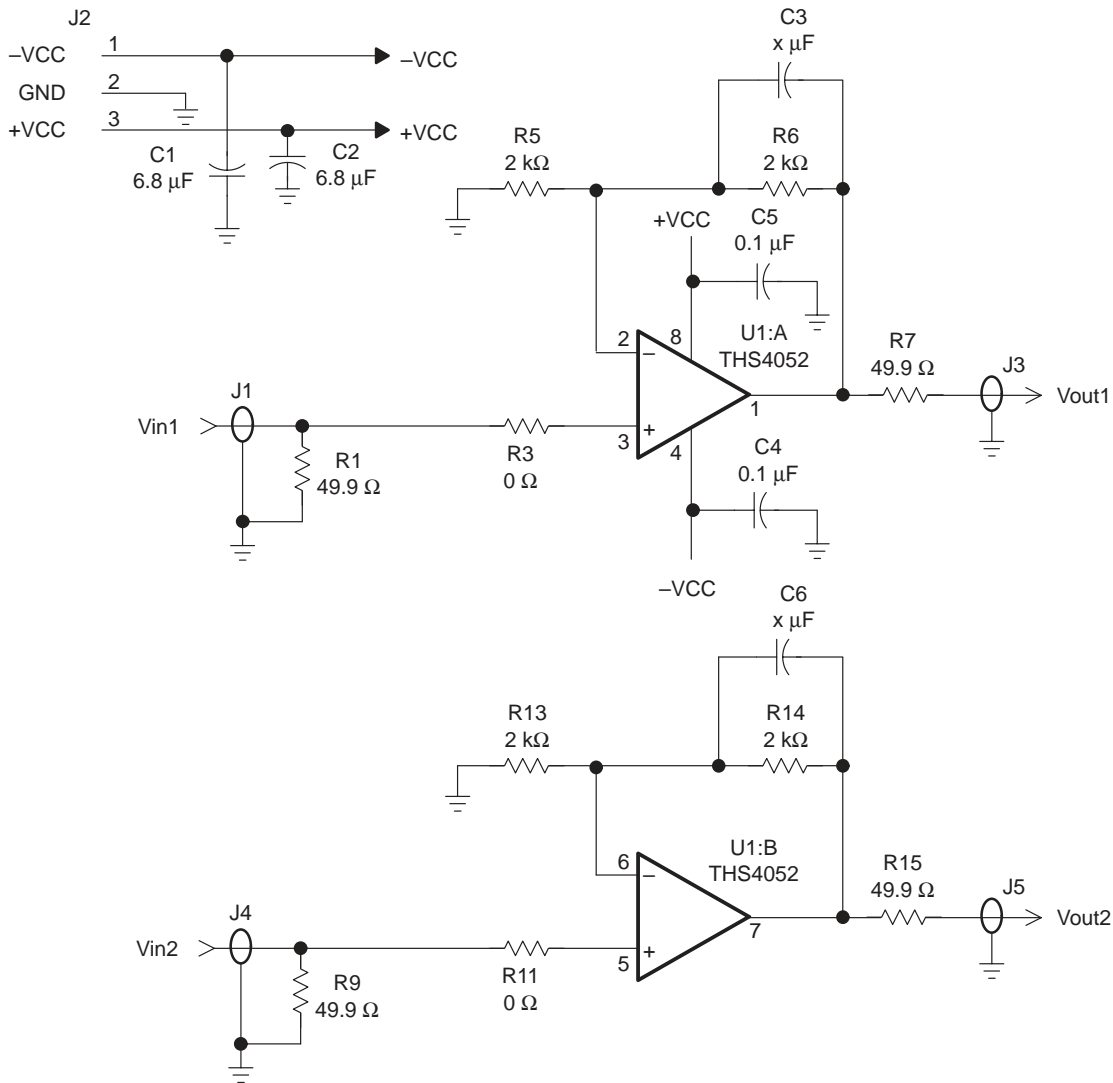 J2
–VCC
1
–VCC
GND
2
+VCC
3
+VCC
C1
6.8 μF
C2
6.8 μF
C3
x μF
R5
2 kΩ
R6
2 kΩ
+VCC
C5
0.1 μF
2
–
8
U1:A
THS4052
1
R7
49.9 Ω
J3
Vout1
J1
Vin1
R1
49.9 Ω
R3
0 Ω
3
+
4
C4
0.1 μF
–VCC
C6
x μF
R13
2 kΩ
R14
2 kΩ
6
–
U1:B
THS4052
7
R15
49.9 Ω
J5
Vout2
J4
Vin2
R9
49.9 Ω
R11
0 Ω
5
+